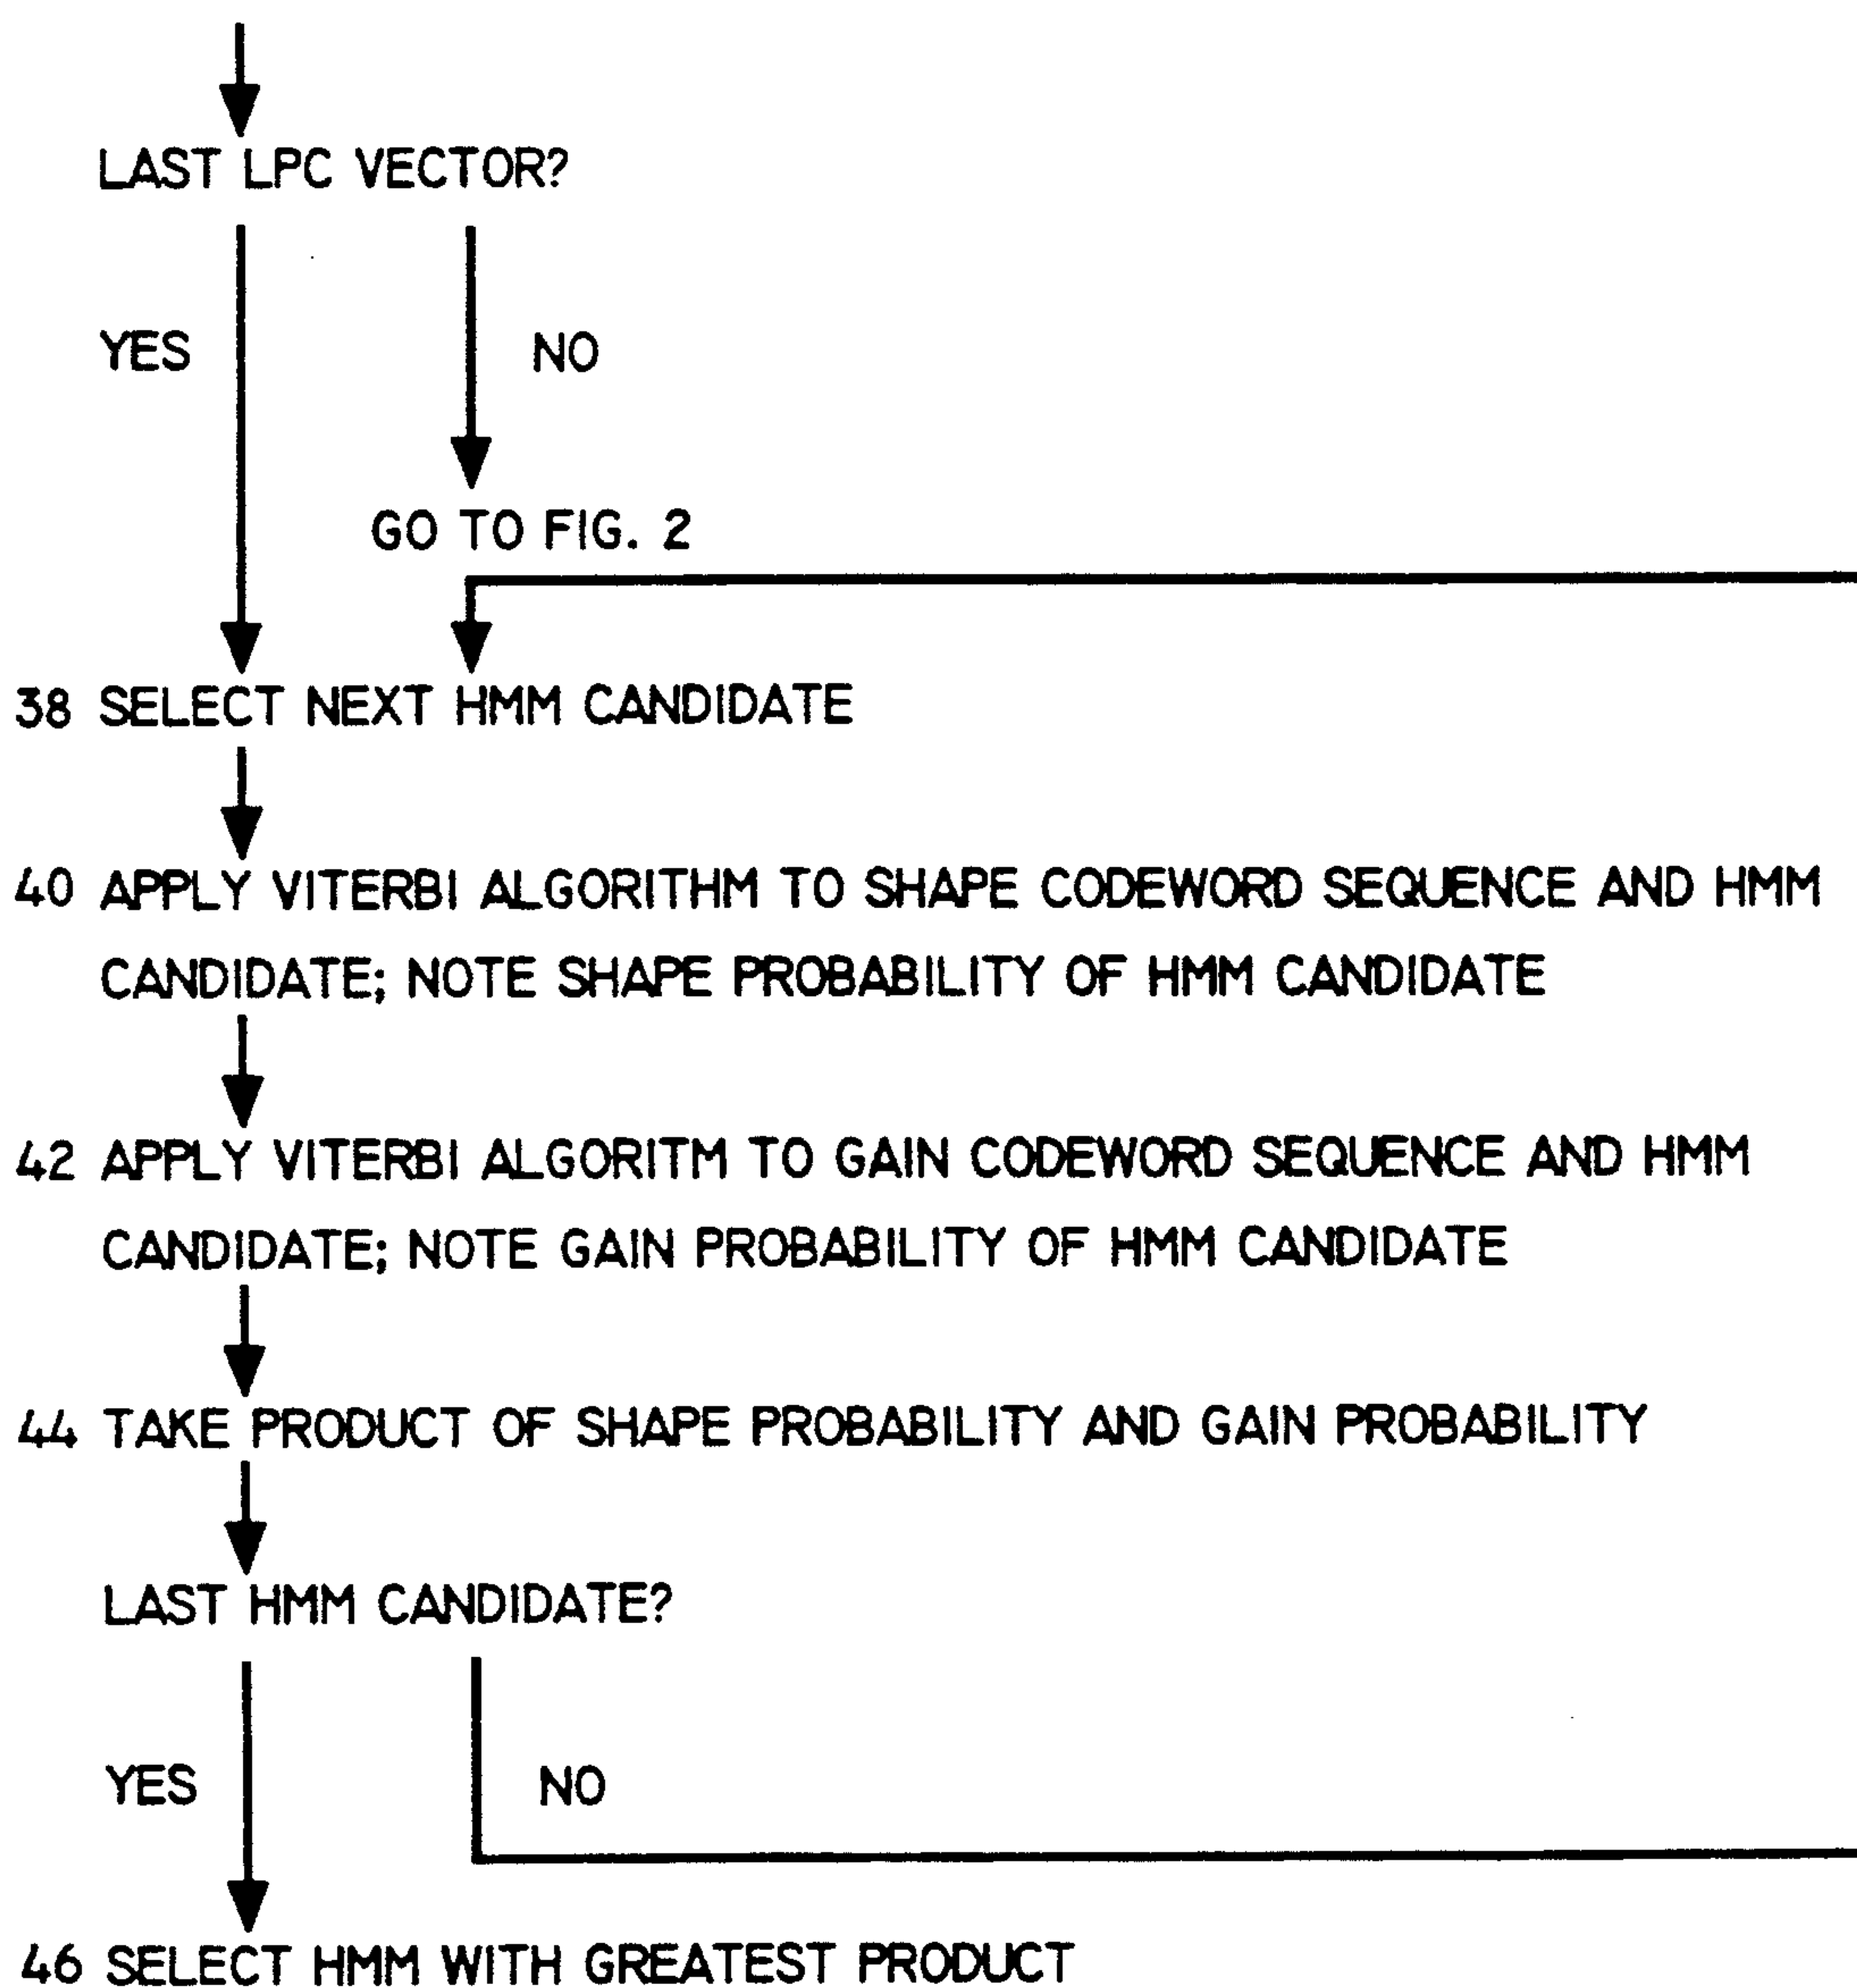 LAST LPC VECTOR?
YES
NO
GO TO FIG. 2
38 SELECT NEXT HMM CANDIDATE
40 APPLY VITERBI ALGORITHM TO SHAPE CODEWORD SEQUENCE AND HMM
CANDIDATE; NOTE SHAPE PROBABILITY OF HMM CANDIDATE
42 APPLY VITERBI ALGORITM TO GAIN CODEWORD SEQUENCE AND HMM
CANDIDATE; NOTE GAIN PROBABILITY OF HMM CANDIDATE
44 TAKE PRODUCT OF SHAPE PROBABILITY AND GAIN PROBABILITY
LAST HMM CANDIDATE?
YES
NO
46 SELECT HMM WITH GREATEST PRODUCT